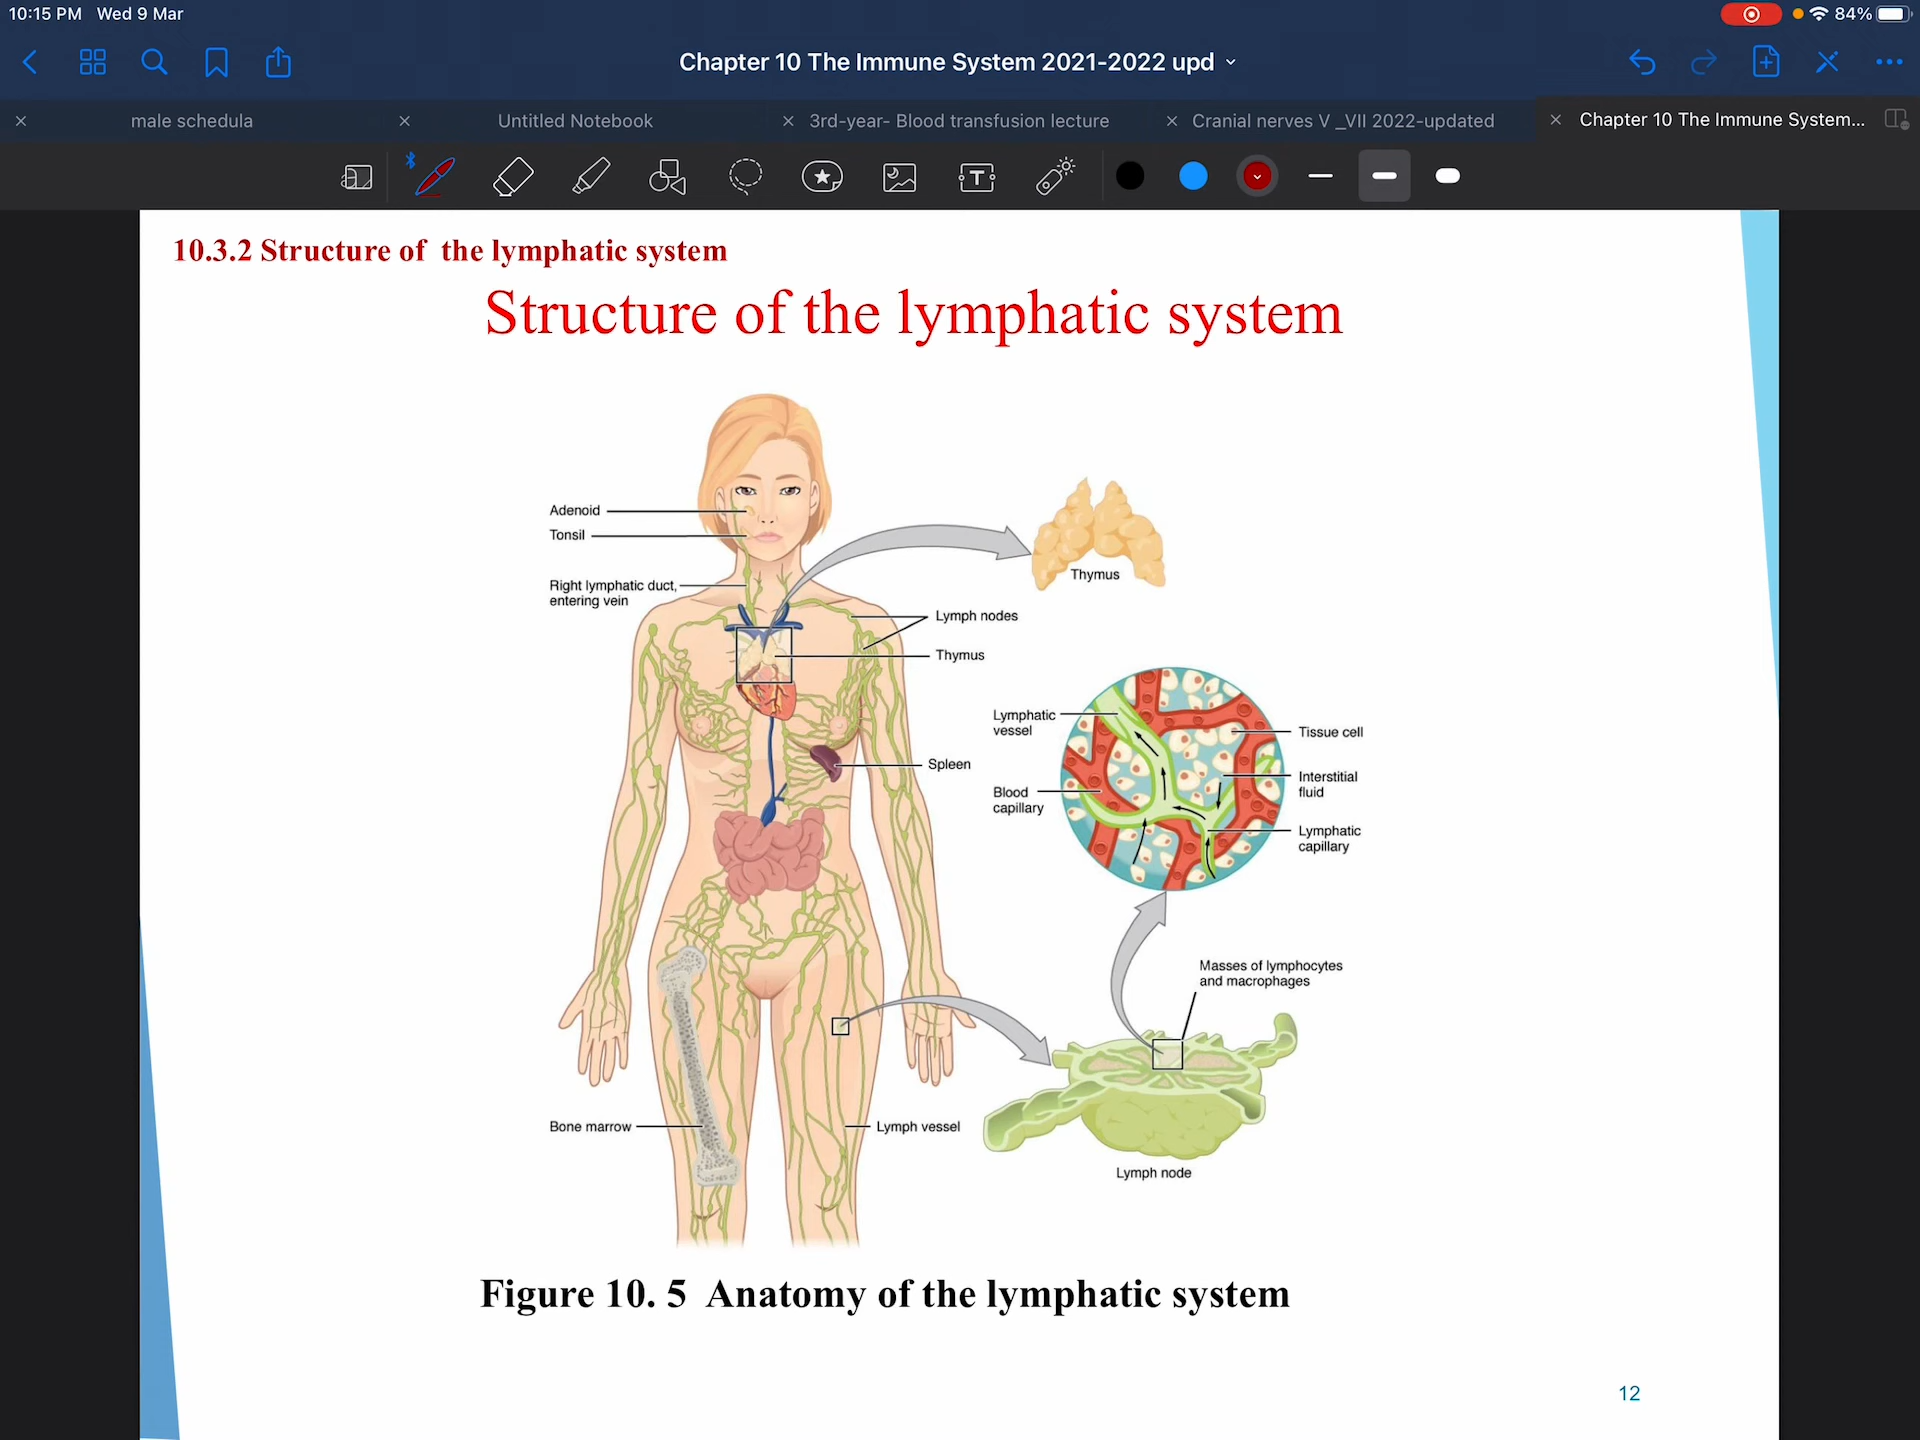 10:15 PM Wed 9 Mar
84%
Chapter 10 The Immune System 2021-2022 upd
male schedula
Untitled Notebook
3rd-year- Blood transfusion lecture
Cranial nerves V _VII 2022-updated
Chapter 10 The Immune System...
10.3.2 Structure of the lymphatic system
Structure of the lymphatic system
Adenoid
Tonsil
Right lymphatic duct,
entering vein
Thymus
Lymph nodes
Thymus
Spleen
Lymphatic
vessel
Blood
capillary
Tissue cell
Interstitial
fluid
Lymphatic
capillary
Masses of lymphocytes
and macrophages
Bone marrow
Lymph vessel
Lymph node
Figure 10. 5 Anatomy of the lymphatic system
12